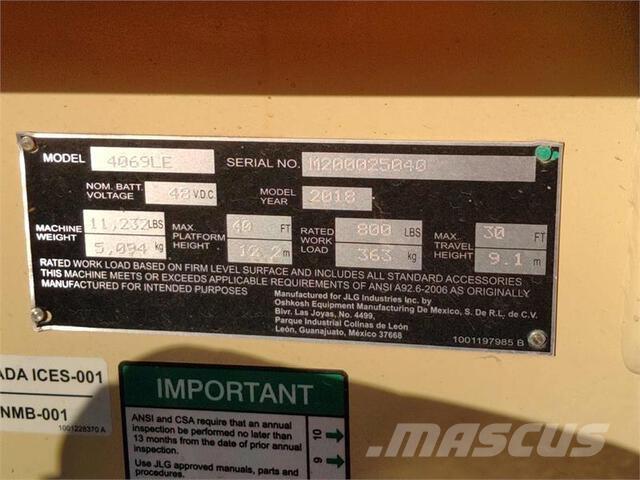 MODEL 4069LE SERIAL NO. M200025040
NOM. BATT. VOLTAGE 48 V.D.C MODEL YEAR 2018
MACHINE WEIGHT 11,232 LBS 5,094 kg MAX. PLATFORM HEIGHT 40 FT 12.2 m RATED WORK LOAD 800 LBS 363 kg MAX. TRAVEL HEIGHT 30 FT 9.1 m
RATED WORK LOAD BASED ON FIRM LEVEL SURFACE AND INCLUDES ALL STANDARD ACCESSORIES
THIS MACHINE MEETS OR EXCEEDS APPLICABLE REQUIREMENTS OF ANSI A92.6-2006 AS ORIGINALLY
MANUFACTURED FOR INTENDED PURPOSES
Manufactured for JLG Industries Inc. by
Oshkosh Equipment Manufacturing De Mexico, S. De R.L, de C.V.
Blvr. Las Joyas, No. 4499,
Parque Industrial Colinas de León
León, Guanajuato, México 37668
1001197985 B
ADA ICES-001
NMB-001
1001228370 A
IMPORTANT
ANSI and CSA require that an annual
inspection be performed no later than
13 months from the date of prior annual
inspection.
Use JLG approved manuals, parts and
procedures.
10
9
MASCUS